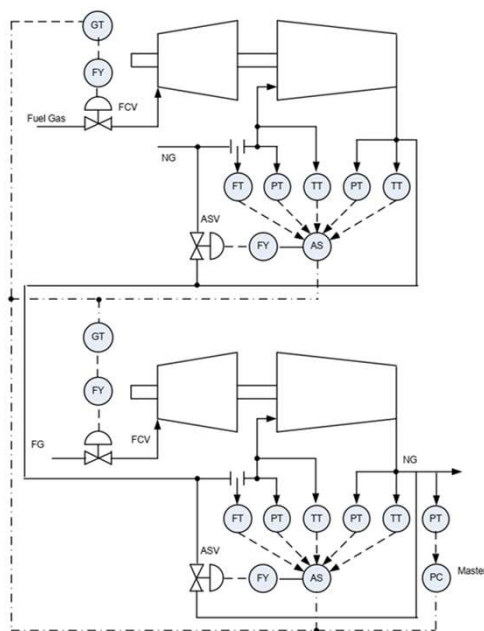 GT
FY
FCV
Fuel Gas
NG
FT PT TT PT TT
ASV
FY AS
GT
FY
FCV
FG
NG
FT PT TT PT TT PT
ASV
FY AS PC Master